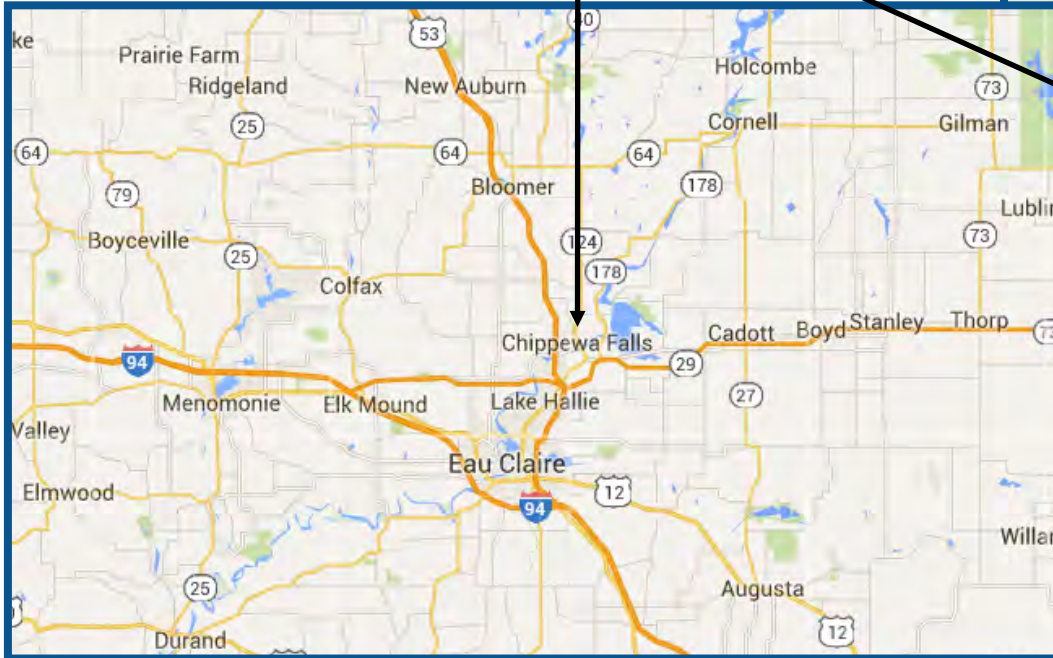 ke
53
40
Prairie Farm
Holcombe
Ridgeland
New Auburn
73
25
Cornell
Gilman
64
64
64
79
Bloomer
178
Boyceville
124
73
25
178
Colfax
Chippewa Falls
Cadott
Boyd
Stanley
Thorp
94
29
Menomonie
Elk Mound
Lake Hallie
27
Valley
Eau Claire
Elmwood
12
94
25
Augusta
12
Durand